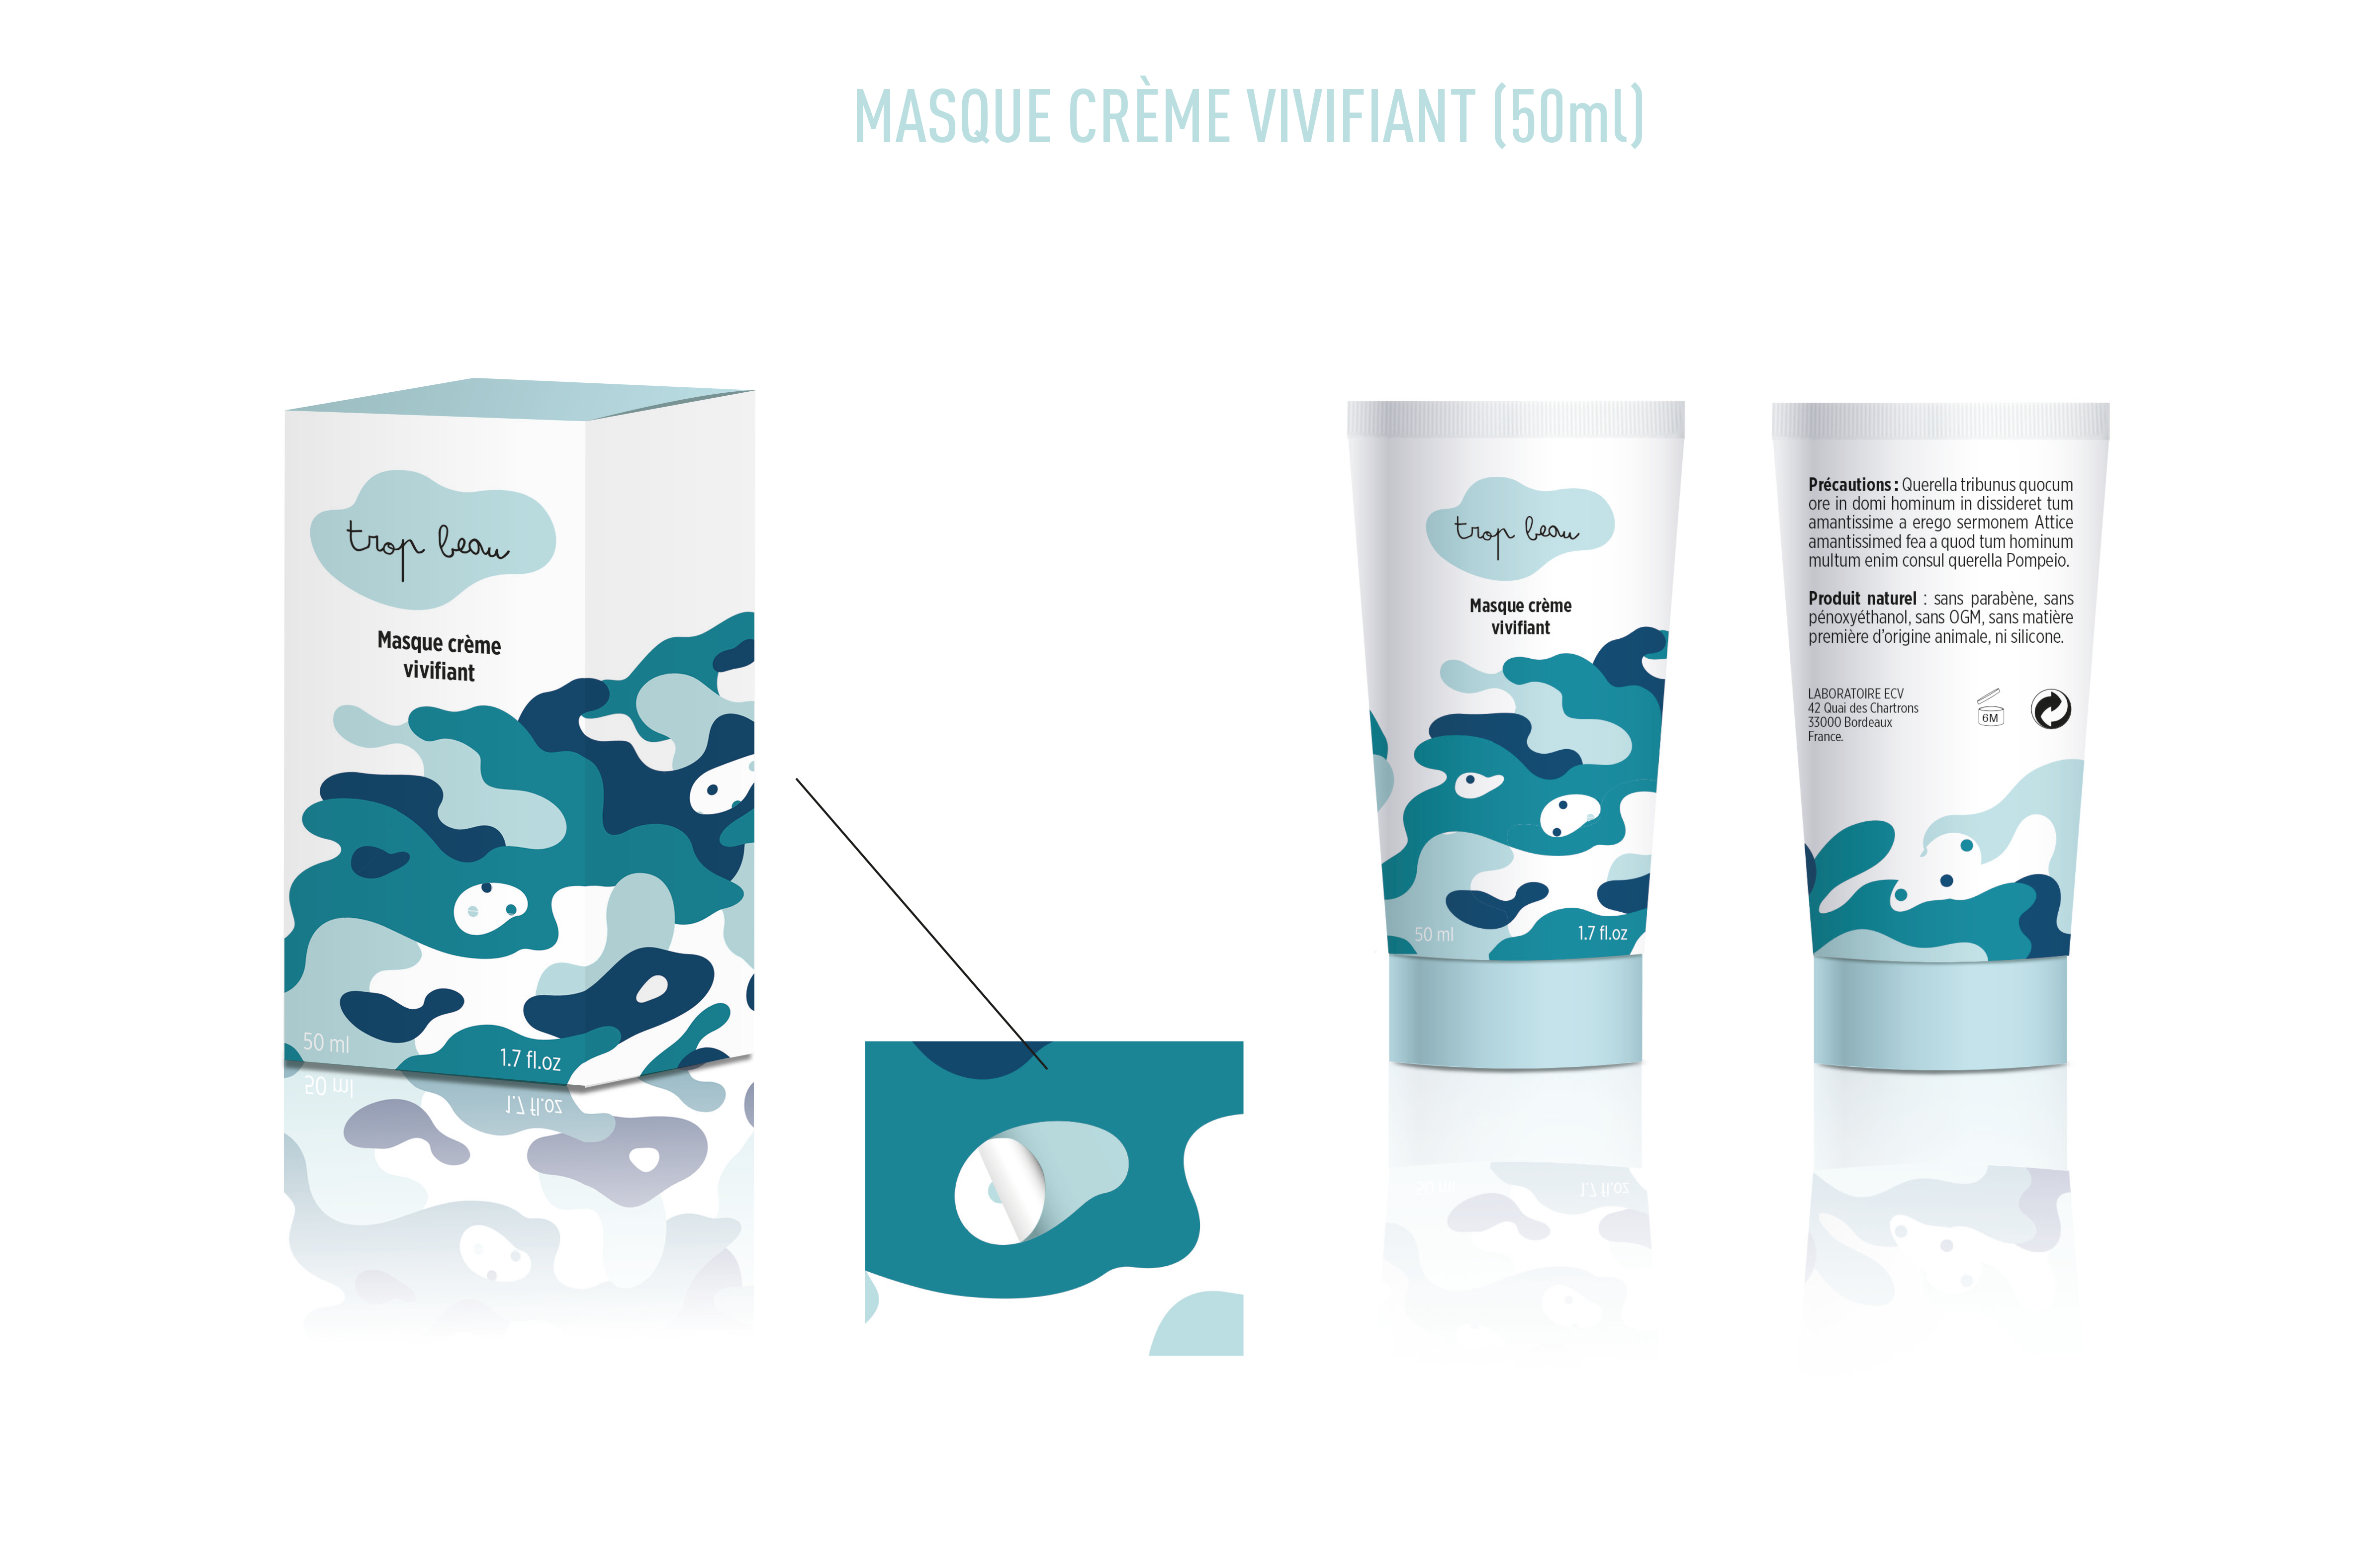 MASQUE CRÈME VIVIFIANT (50ml)
trop beau
Masque crème
vivifiant
50 ml
1.7 fl.oz
trop beau
Masque crème
vivifiant
50 ml
1.7 fl.oz
Précautions : Querella tribunus quocum
ore in domi hominum in dissideret tum
amantissime a erego sermonem Attice
amantissimed fea a quod tum hominum
multum enim consul querella Pompeio.
Produit naturel : sans parabène, sans
pénoxyéthanol, sans OGM, sans matière
première d'origine animale, ni silicone.
LABORATOIRE ECV
42 Quai des Chartrons
33000 Bordeaux
France.
6M